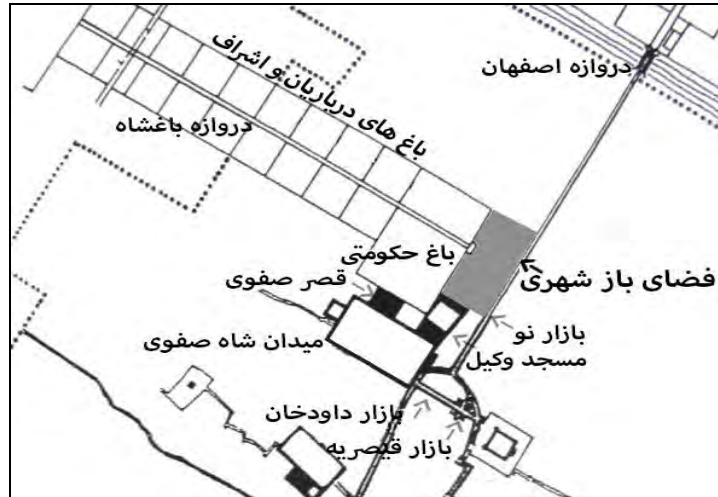 دروازه اصفهان
باغ های درباریان و اشراف
دروازه باغشاه
باغ حکومتی
فضای باز شهری
قصر صفوی
بازار نو
میدان شاه صفوی
مسجد وکیل
بازار داودخان
بازار قیصریه